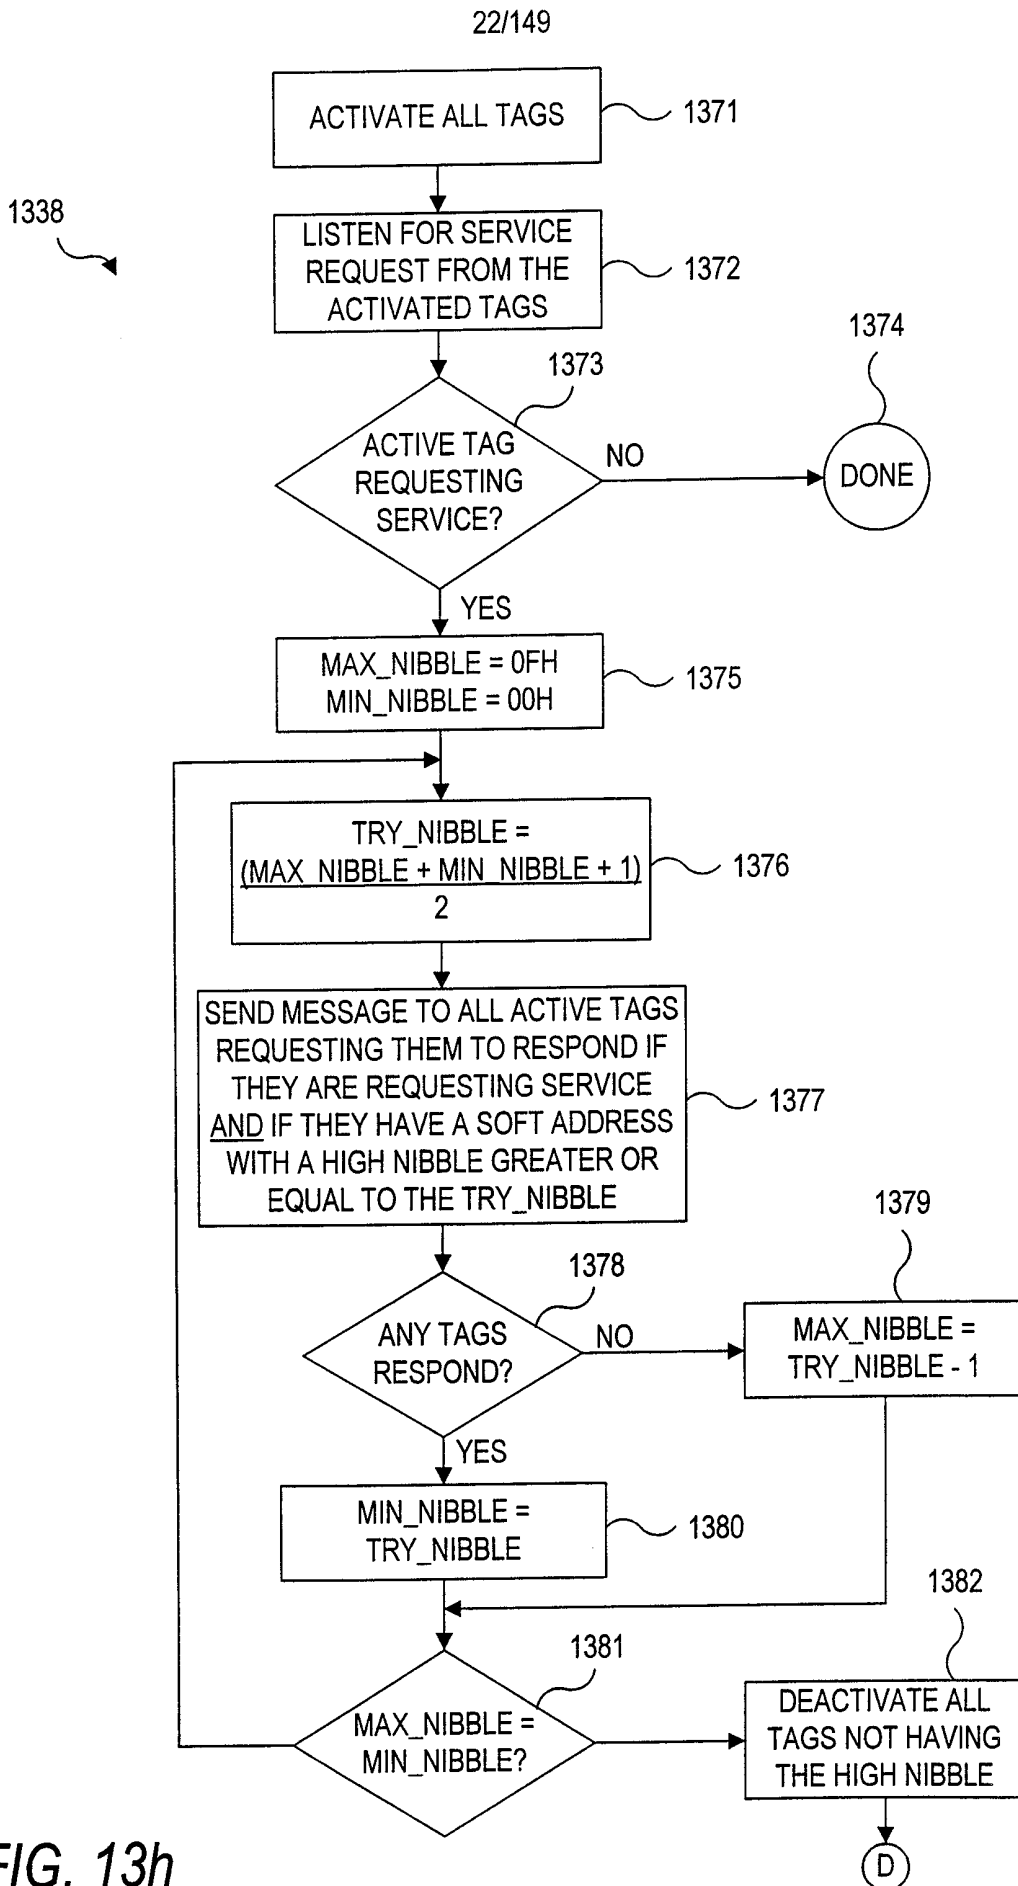 22/149
ACTIVATE ALL TAGS
1371
1338
LISTEN FOR SERVICE
REQUEST FROM THE
ACTIVATED TAGS
1372
1374
1373
ACTIVE TAG
REQUESTING
SERVICE?
NO
DONE
YES
MAX_NIBBLE = 0FH
MIN_NIBBLE = 00H
1375
TRY_NIBBLE =
(MAX_NIBBLE + MIN_NIBBLE + 1)
2
1376
SEND MESSAGE TO ALL ACTIVE TAGS
REQUESTING THEM TO RESPOND IF
THEY ARE REQUESTING SERVICE
AND IF THEY HAVE A SOFT ADDRESS
WITH A HIGH NIBBLE GREATER OR
EQUAL TO THE TRY_NIBBLE
1377
1379
1378
ANY TAGS
RESPOND?
NO
MAX_NIBBLE =
TRY_NIBBLE - 1
YES
MIN_NIBBLE =
TRY_NIBBLE
1380
1382
1381
MAX_NIBBLE =
MIN_NIBBLE?
DEACTIVATE ALL
TAGS NOT HAVING
THE HIGH NIBBLE
D
FIG. 13h